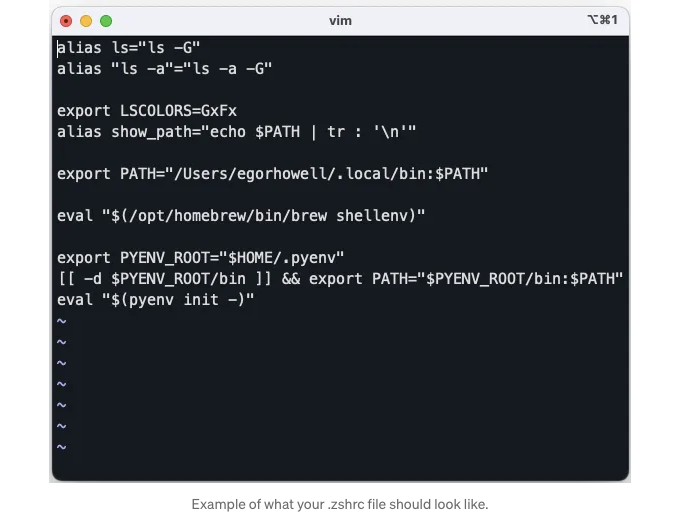 vim
⌥⌘1
alias ls="ls -G"
alias "ls -a"="ls -a -G"
export LSCOLORS=GxFx
alias show_path="echo $PATH | tr : '\n'"
export PATH="/Users/egorhowell/.local/bin:$PATH"
eval "$(/opt/homebrew/bin/brew shellenv)"
export PYENV_ROOT="$HOME/.pyenv"
[[ -d $PYENV_ROOT/bin ]] && export PATH="$PYENV_ROOT/bin:$PATH"
eval "$(pyenv init -)"
~
~
~
~
~
~
~
Example of what your .zshrc file should look like.